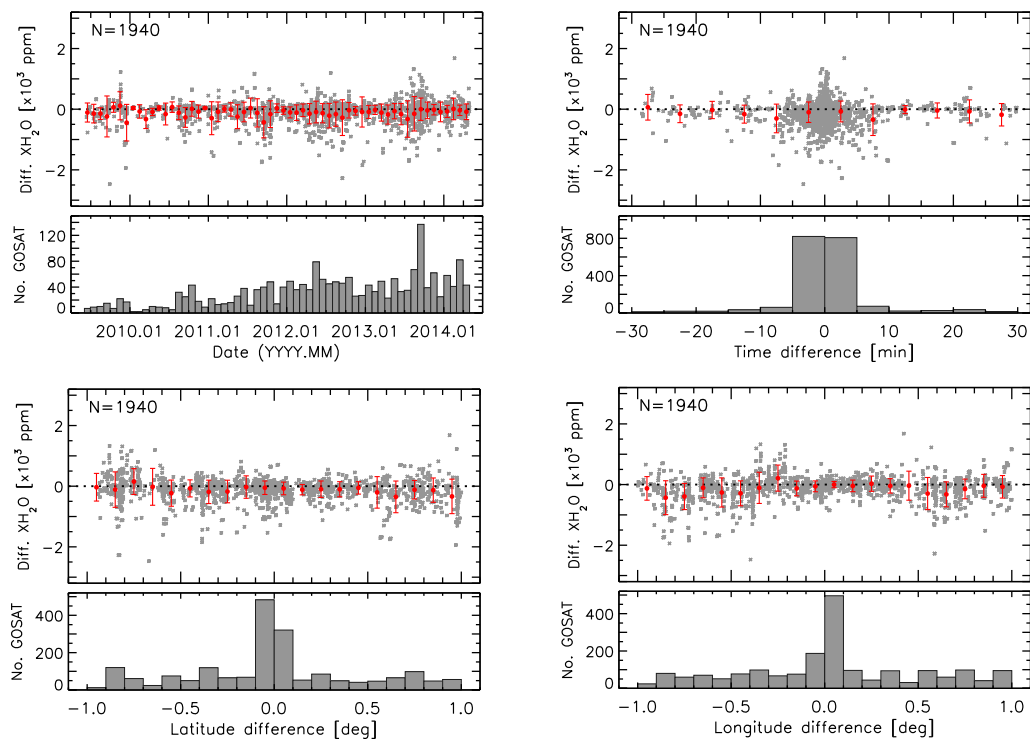 N=1940
Diff. XH₂O [x10³ ppm]
2
0
−2
No. GOSAT
120
80
40
0
2010.01 2011.01 2012.01 2013.01 2014.01
Date (YYYY.MM)
N=1940
Diff. XH₂O [x10³ ppm]
2
0
−2
No. GOSAT
800
400
0
−30 −20 −10 0 10 20 30
Time difference [min]
N=1940
Diff. XH₂O [x10³ ppm]
2
0
−2
No. GOSAT
400
200
0
−1.0 −0.5 0.0 0.5 1.0
Latitude difference [deg]
N=1940
Diff. XH₂O [x10³ ppm]
2
0
−2
No. GOSAT
400
200
0
−1.0 −0.5 0.0 0.5 1.0
Longitude difference [deg]